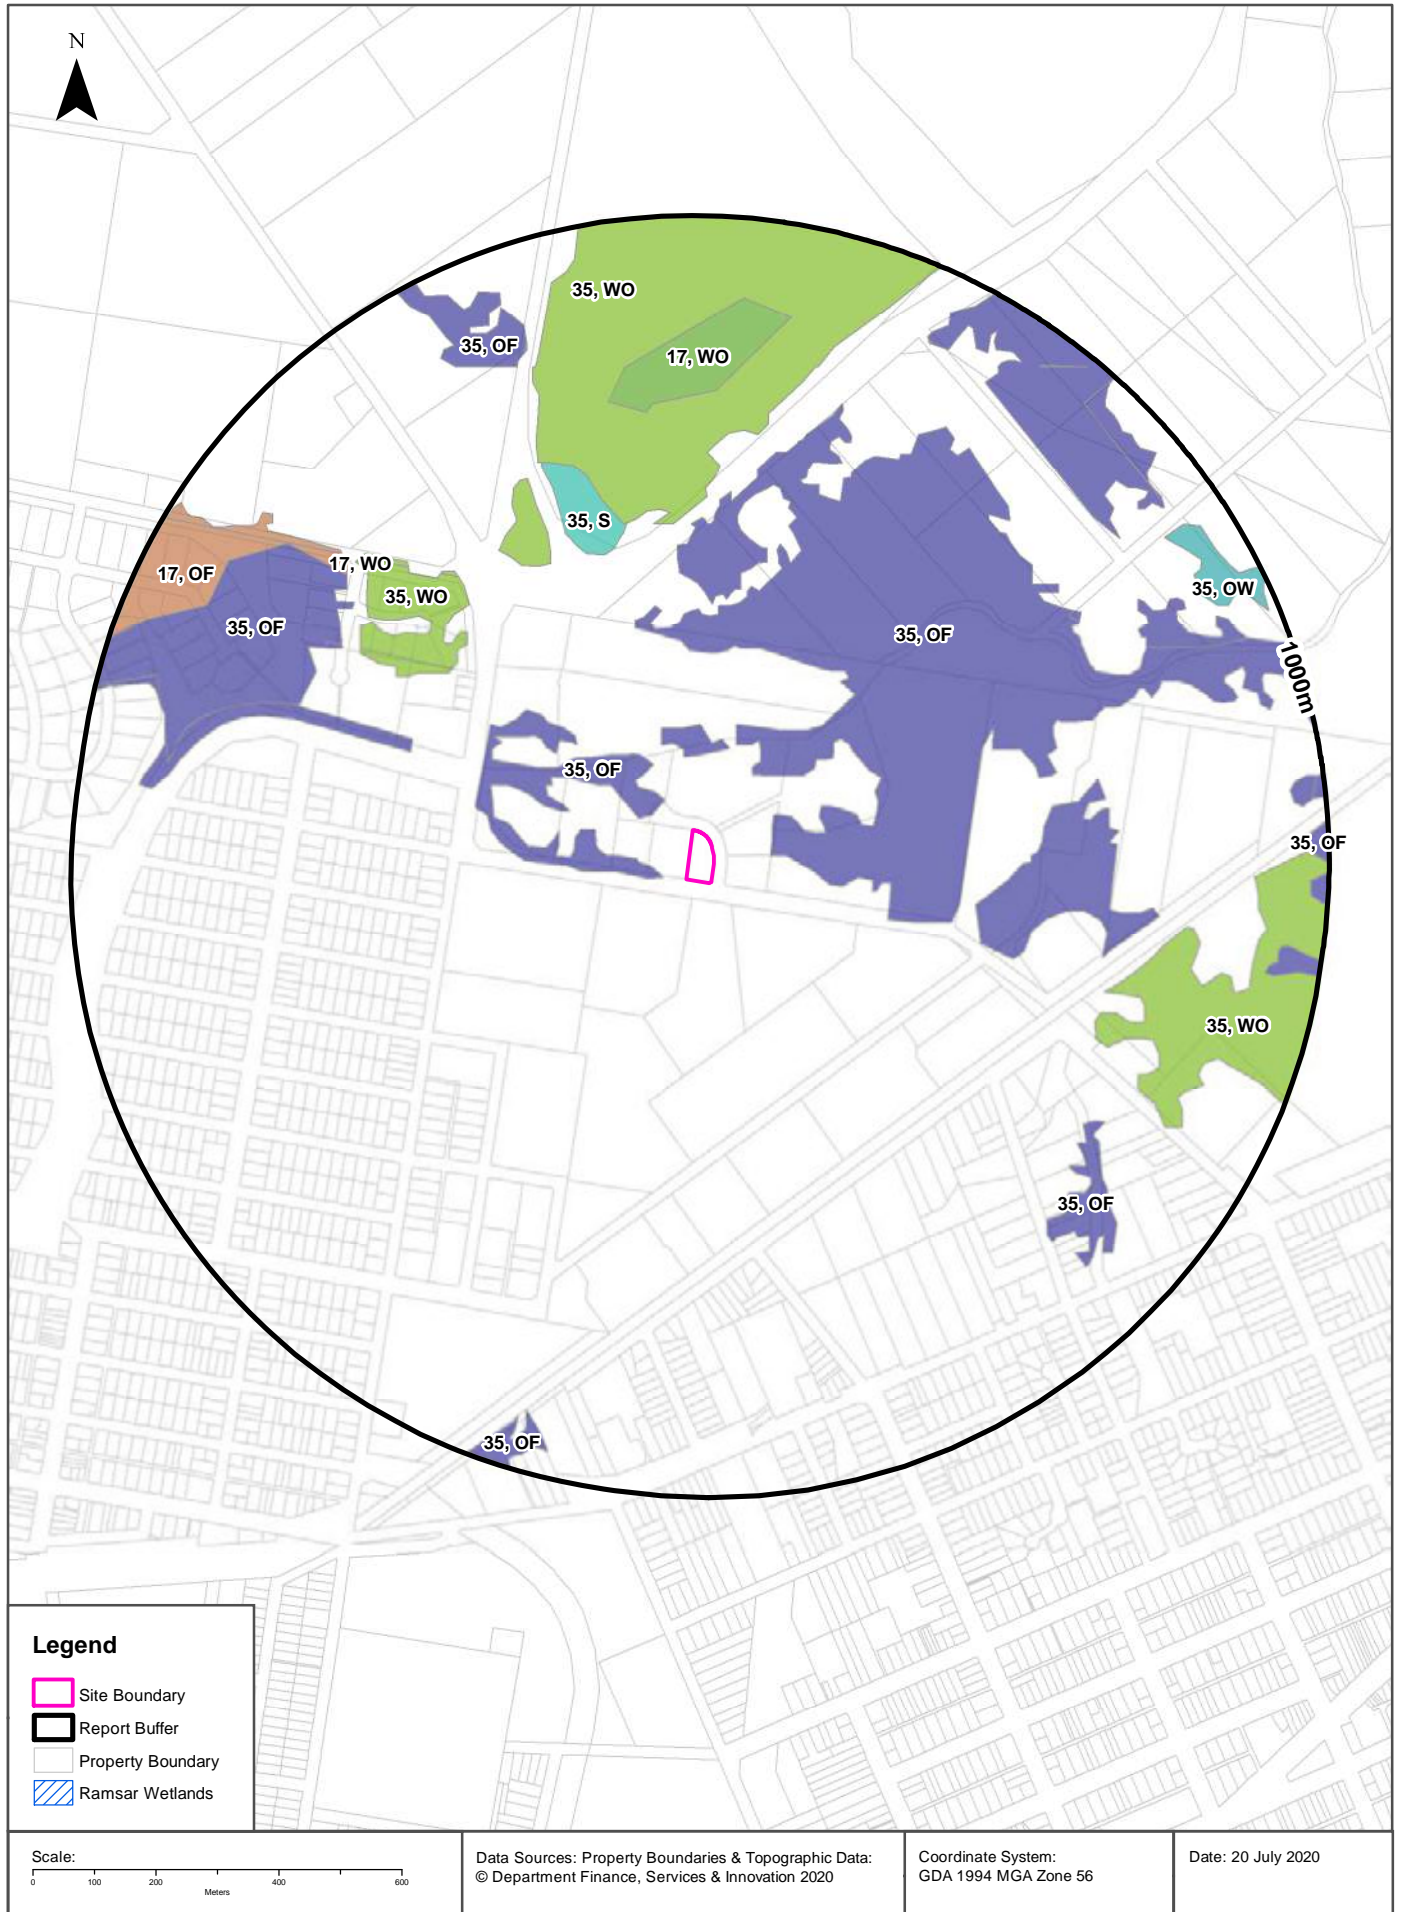 N
35, WO
35, OF
17, WO
35, S
17, WO
17, OF
35, WO
35, OW
35, OF
35, OF
1000m
35, OF
35, OF
35, WO
35, OF
35, OF
Legend
Site Boundary
Report Buffer
Property Boundary
Ramsar Wetlands
Scale:
0 100 200 400 600
Meters
Data Sources: Property Boundaries & Topographic Data:
© Department Finance, Services & Innovation 2020
Coordinate System:
GDA 1994 MGA Zone 56
Date: 20 July 2020